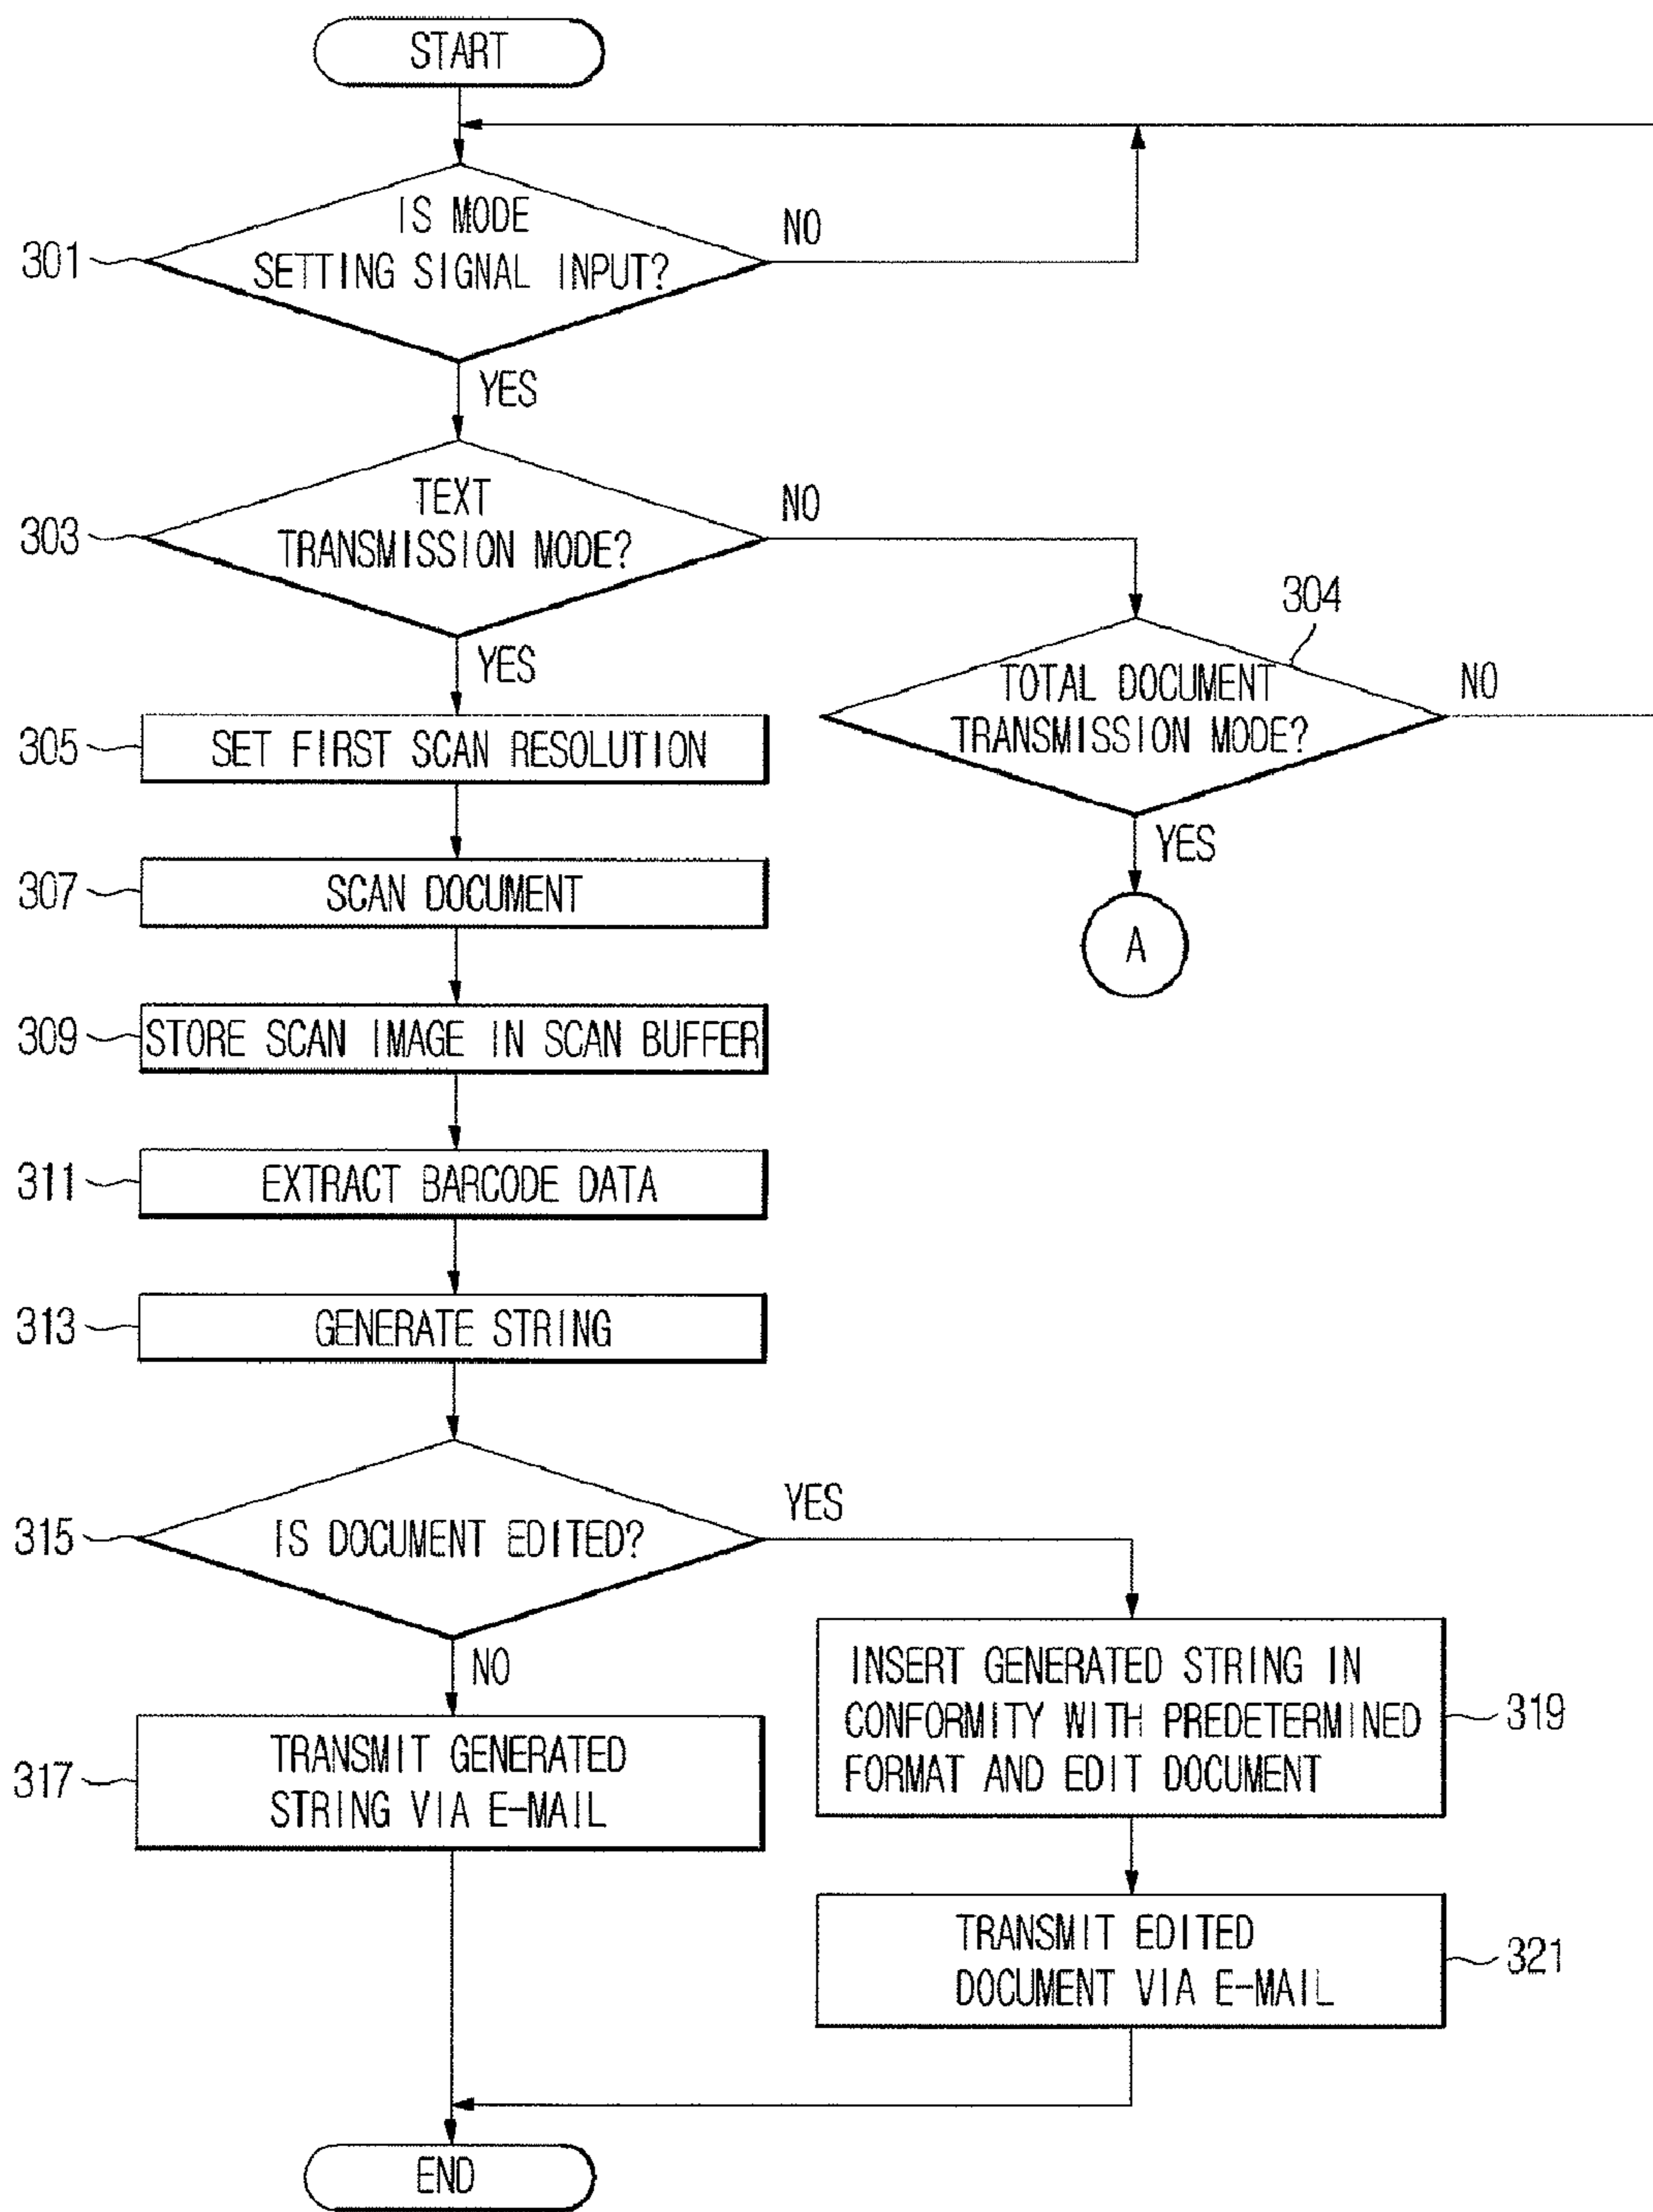 START
IS MODE
SETTING SIGNAL INPUT?
301
NO
YES
TEXT
TRANSMISSION MODE?
303
NO
YES
304
TOTAL DOCUMENT
TRANSMISSION MODE?
NO
YES
A
305
SET FIRST SCAN RESOLUTION
307
SCAN DOCUMENT
309
STORE SCAN IMAGE IN SCAN BUFFER
311
EXTRACT BARCODE DATA
313
GENERATE STRING
315
IS DOCUMENT EDITED?
YES
NO
317
TRANSMIT GENERATED
STRING VIA E-MAIL
INSERT GENERATED STRING IN
CONFORMITY WITH PREDETERMINED
FORMAT AND EDIT DOCUMENT
319
TRANSMIT EDITED
DOCUMENT VIA E-MAIL
321
END